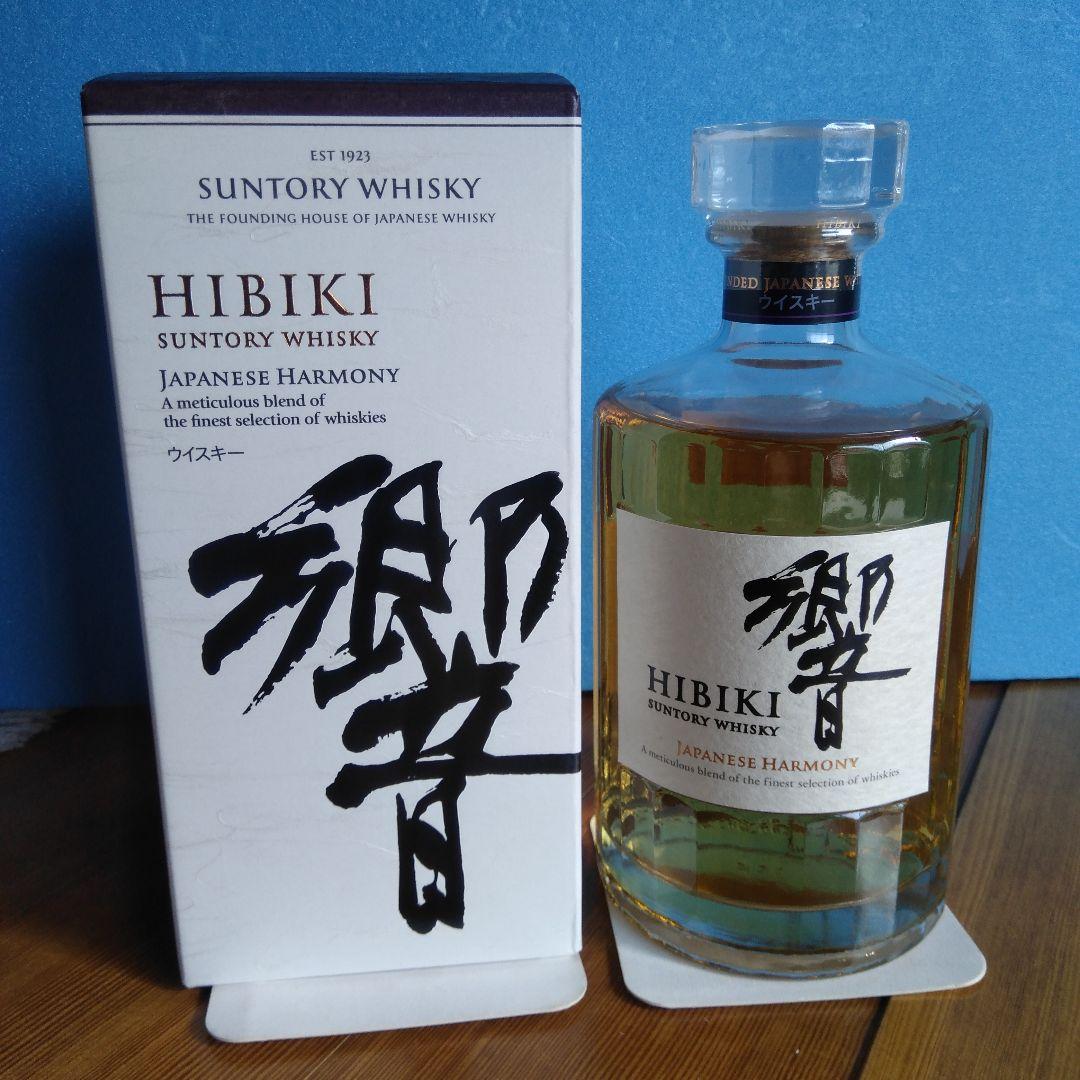 EST 1923
SUNTORY WHISKY
THE FOUNDING HOUSE OF JAPANESE WHISKY
HIBIKI
SUNTORY WHISKY
JAPANESE HARMONY
A meticulous blend of
the finest selection of whiskies
ウイスキー
響
HIBIKI
JAPANESE
ウイスキー
響
HIBIKI
SUNTORY WHISKY
JAPANESE HARMONY
A meticulous blend of the finest selection of whiskies